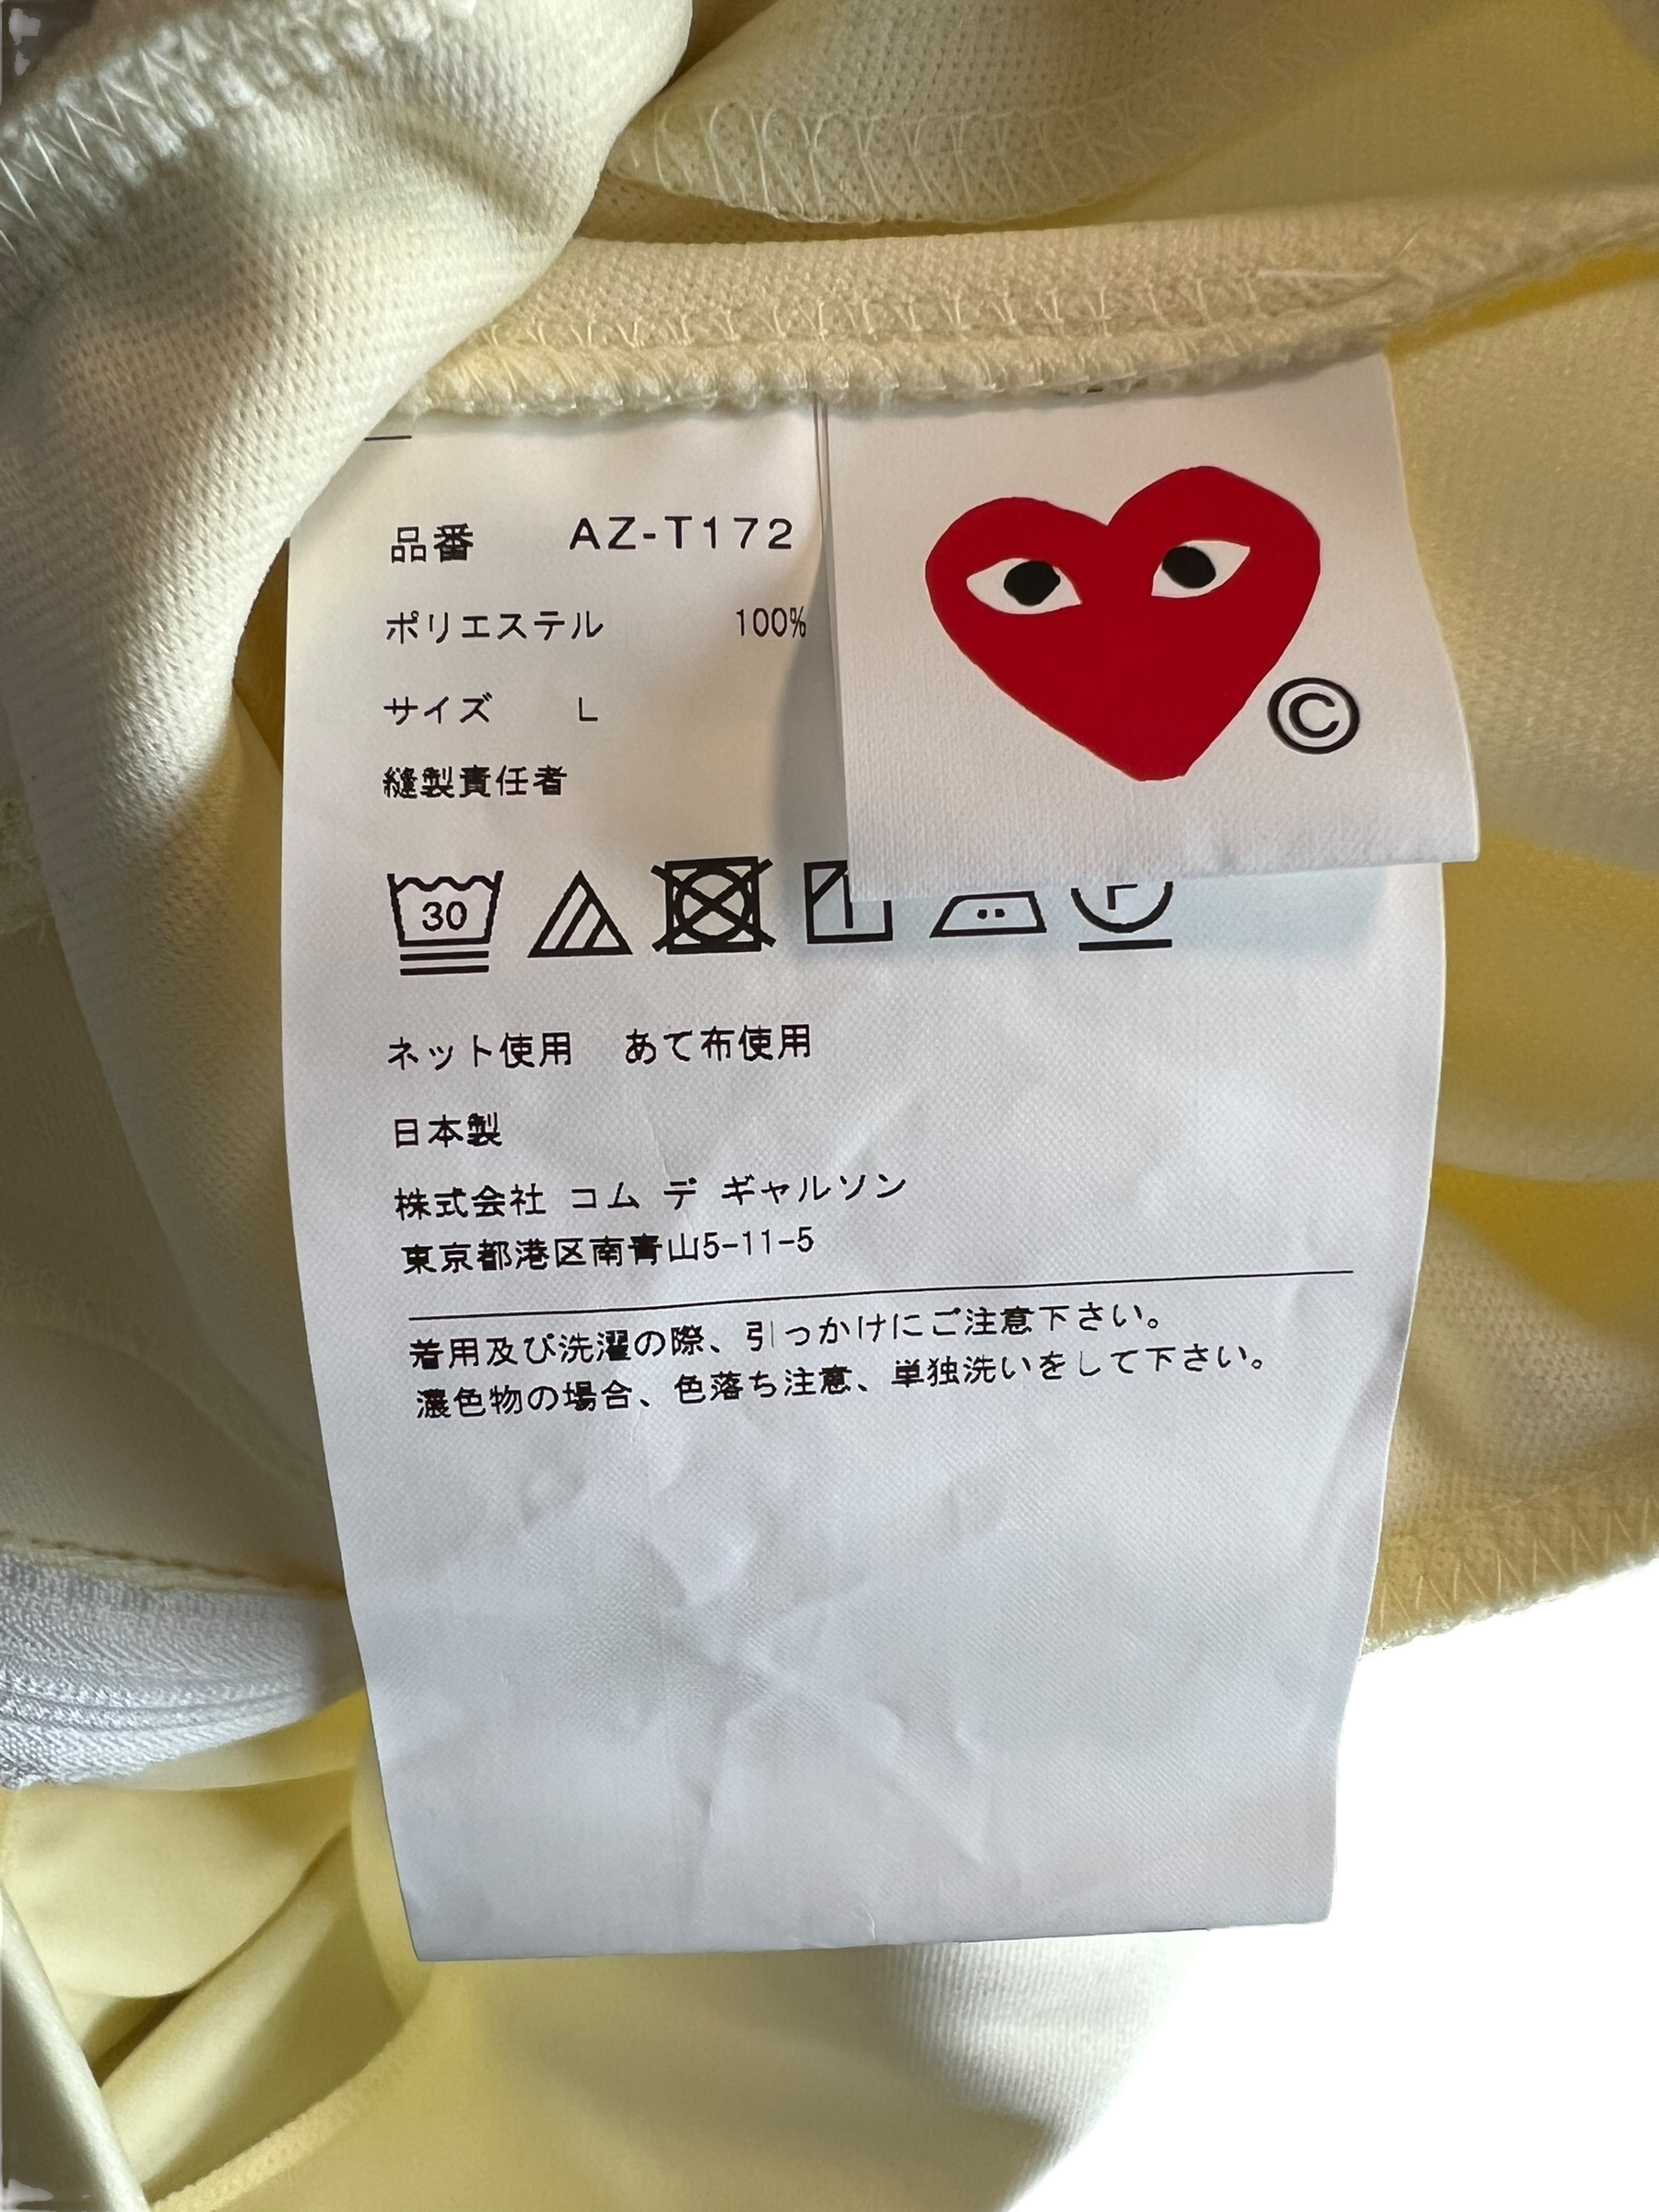 品番 AZ-T172
ポリエステル 100%
サイズ L
縫製責任者
30
ネット使用 あて布使用
日本製
株式会社 コム デ ギャルソン
東京都港区南青山5-11-5
着用及び洗濯の際、引っかけにご注意下さい。
濃色物の場合、色落ち注意、単独洗いをして下さい。
©